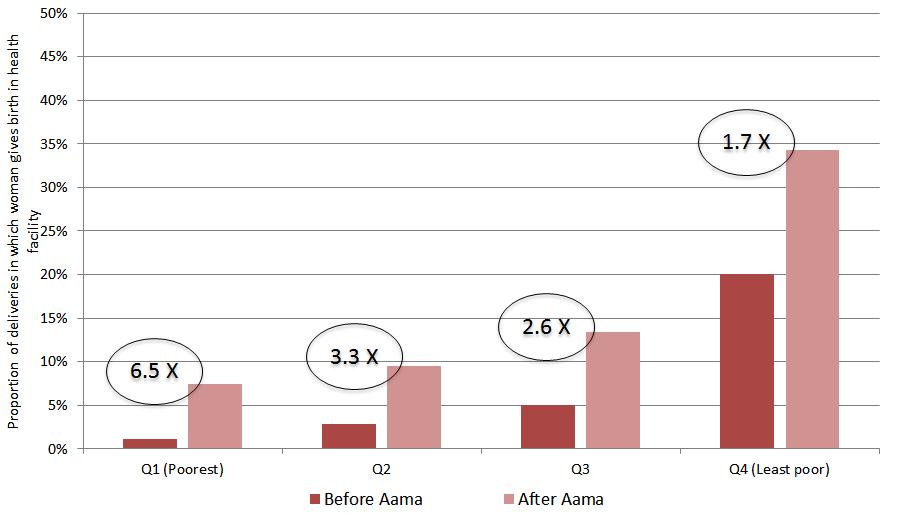 Proportion of deliveries in which woman gives birth in health
facility
50%
45%
40%
35%
30%
25%
20%
15%
10%
5%
0%
6.5 X
3.3 X
2.6 X
1.7 X
Q1 (Poorest)
Q2
Q3
Q4 (Least poor)
Before Aama
After Aama